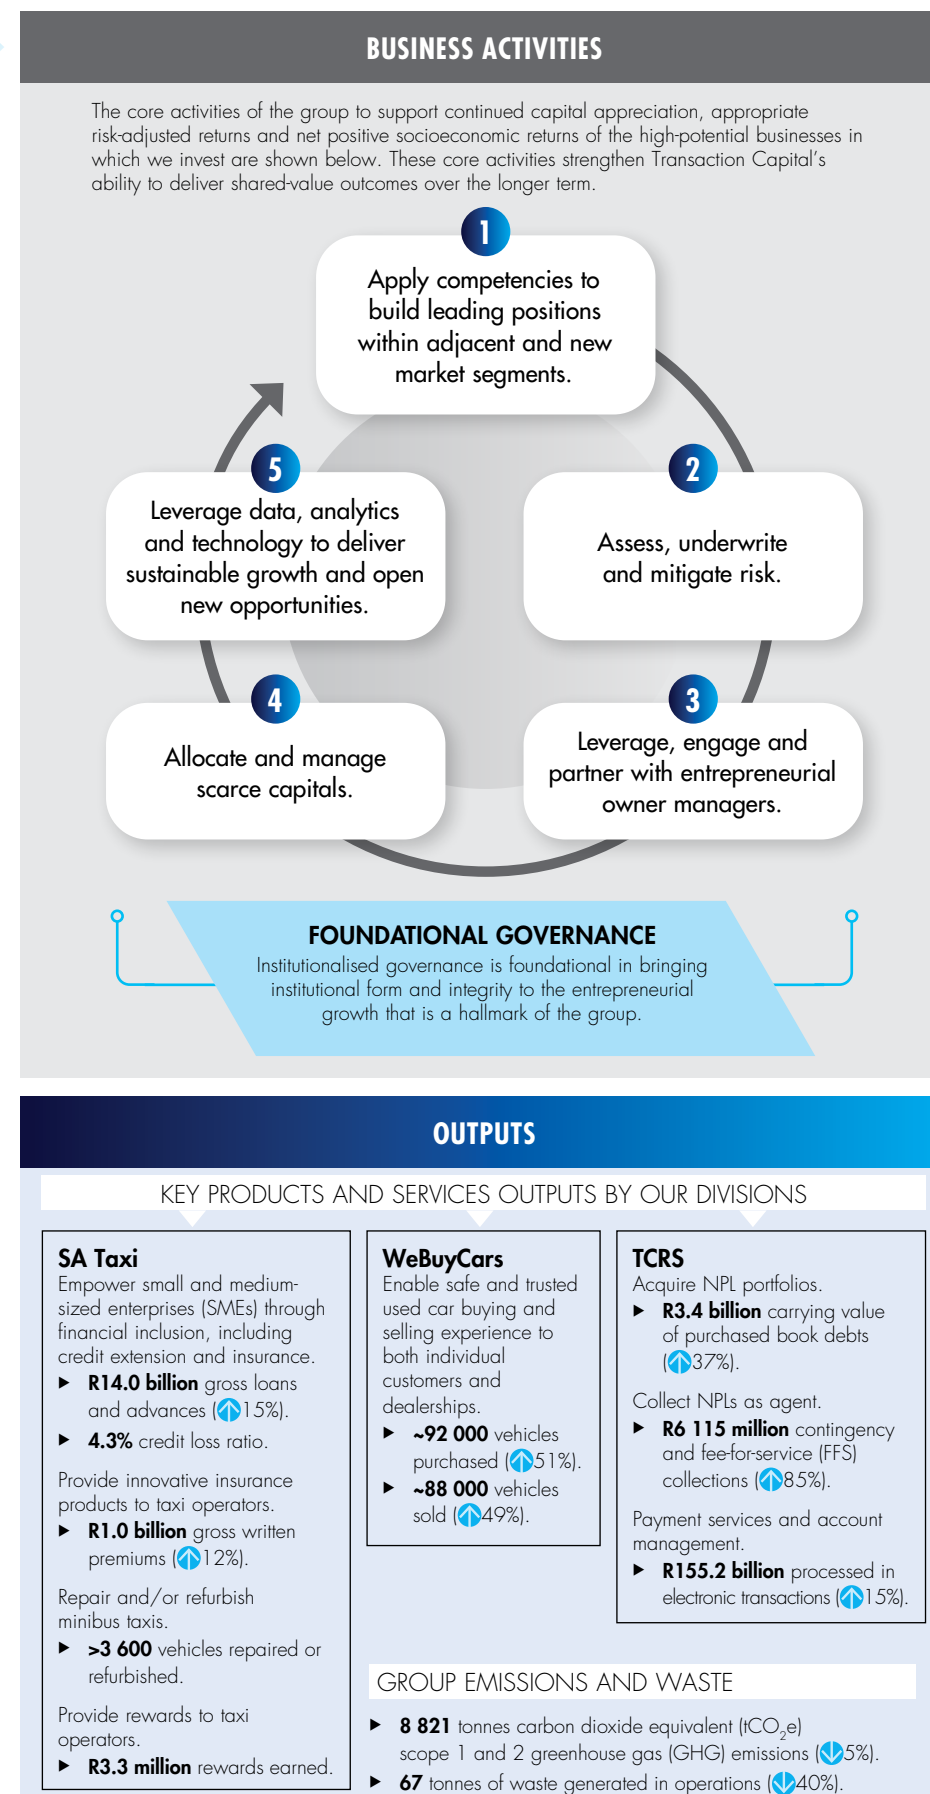 BUSINESS ACTIVITIES
The core activities of the group to support continued capital appreciation, appropriate
risk-adjusted returns and net positive socioeconomic returns of the high-potential businesses in
which we invest are shown below. These core activities strengthen Transaction Capital's
ability to deliver shared-value outcomes over the longer term.
1
Apply competencies to
build leading positions
within adjacent and new
market segments.
2
Assess, underwrite
and mitigate risk.
3
Leverage, engage and
partner with entrepreneurial
owner managers.
4
Allocate and manage
scarce capitals.
5
Leverage data, analytics
and technology to deliver
sustainable growth and open
new opportunities.
FOUNDATIONAL GOVERNANCE
Institutionalised governance is foundational in bringing
institutional form and integrity to the entrepreneurial
growth that is a hallmark of the group.
OUTPUTS
KEY PRODUCTS AND SERVICES OUTPUTS BY OUR DIVISIONS
SA Taxi
Empower small and medium-
sized enterprises (SMEs) through
financial inclusion, including
credit extension and insurance.
► R14.0 billion gross loans
and advances (↑15%).
► 4.3% credit loss ratio.
Provide innovative insurance
products to taxi operators.
► R1.0 billion gross written
premiums (↑12%).
Repair and/or refurbish
minibus taxis.
► >3 600 vehicles repaired or
refurbished.
Provide rewards to taxi
operators.
► R3.3 million rewards earned.
WeBuyCars
Enable safe and trusted
used car buying and
selling experience to
both individual
customers and
dealerships.
► ~92 000 vehicles
purchased (↑51%).
► ~88 000 vehicles
sold (↑49%).
TCRS
Acquire NPL portfolios.
► R3.4 billion carrying value
of purchased book debts
(↑37%).
Collect NPLs as agent.
► R6 115 million contingency
and fee-for-service (FFS)
collections (↑85%).
Payment services and account
management.
► R155.2 billion processed in
electronic transactions (↑15%).
GROUP EMISSIONS AND WASTE
► 8 821 tonnes carbon dioxide equivalent (tCO₂e)
scope 1 and 2 greenhouse gas (GHG) emissions (↓5%).
► 67 tonnes of waste generated in operations (↓40%).